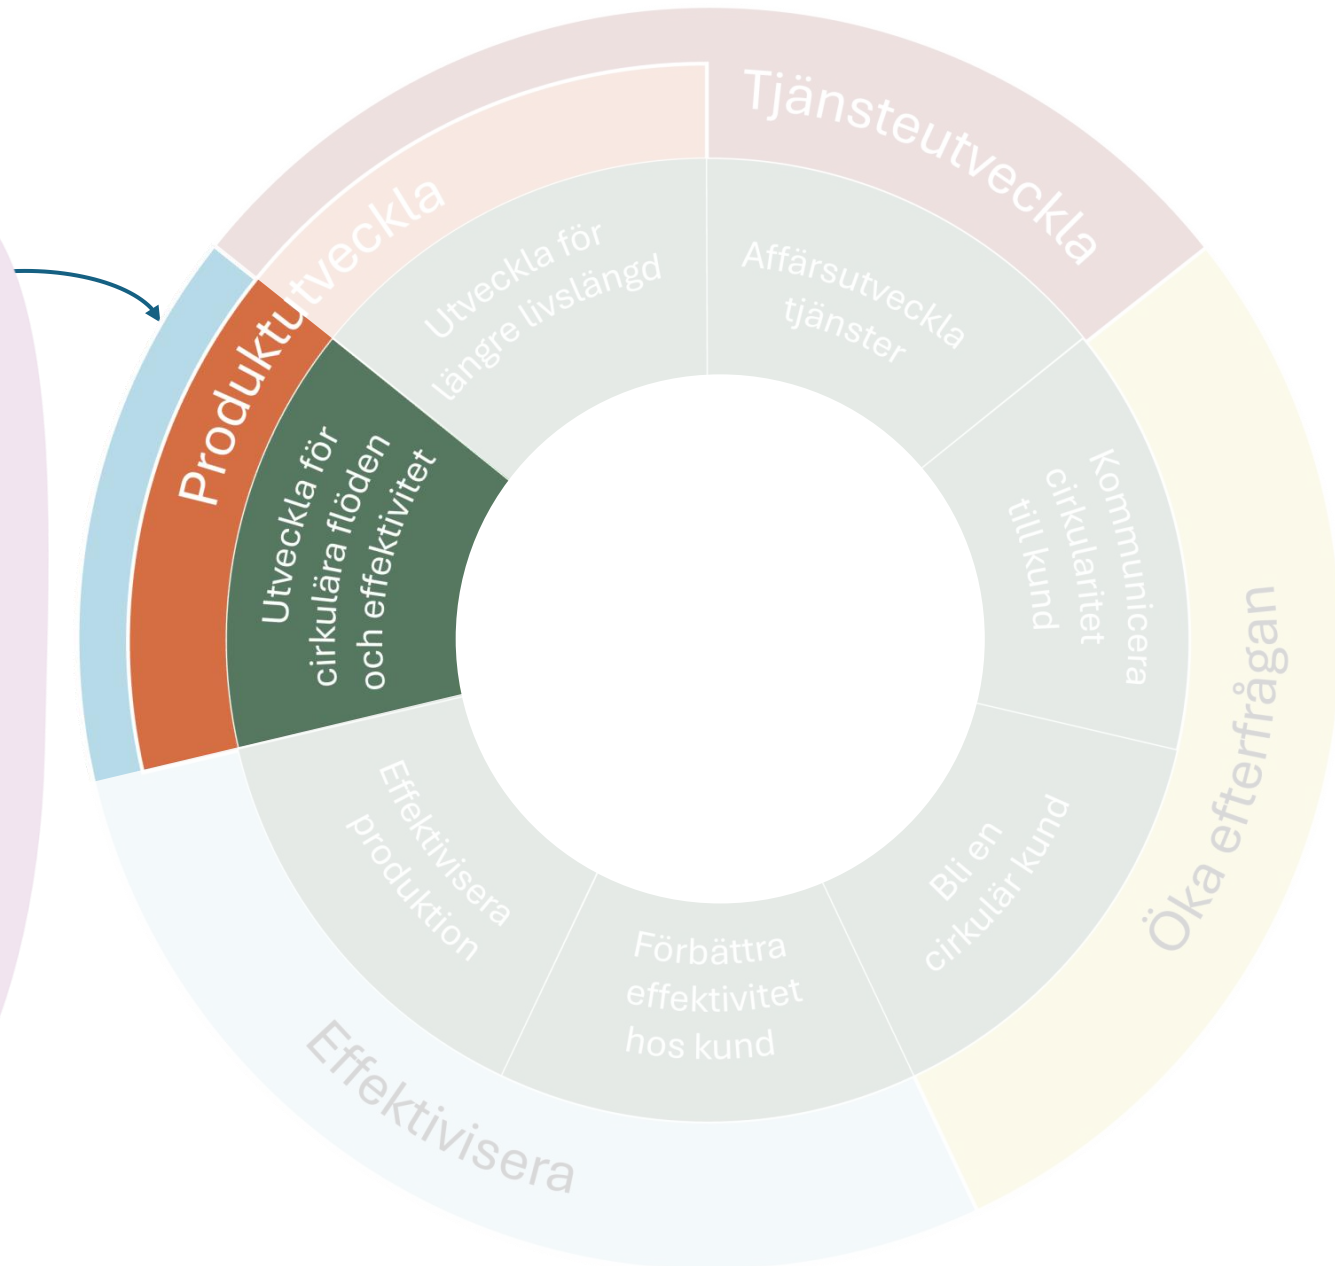 Tjänsteutveckla
Produktutveckla
Utveckla för
längre livslängd
Affärsutveckla
tjänster
Utveckla för
cirkulära flöden
och effektivitet
Kommunicera
cirkularitet
till kund
Öka efterfrågan
Effektivisera
produktion
Bli en
cirkulär kund
Förbättra
effektivitet
hos kund
Effektivisera